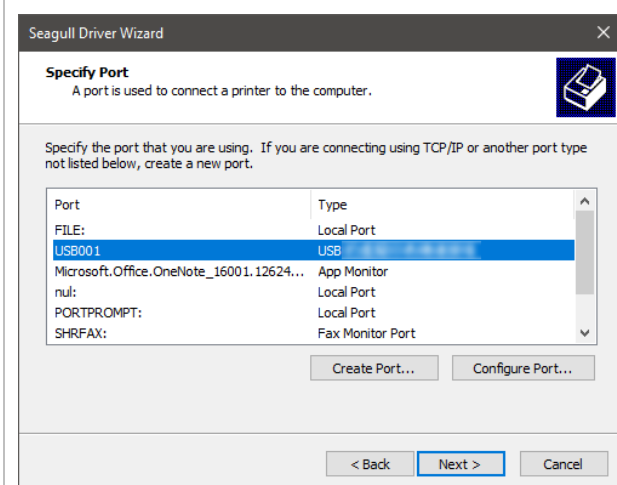 Seagull Driver Wizard
Specify Port
A port is used to connect a printer to the computer.
Specify the port that you are using. If you are connecting using TCP/IP or another port type
not listed below, create a new port.
Port Type
FILE: Local Port
USB001 USB
Microsoft.Office.OneNote_16001.12624... App Monitor
nul: Local Port
PORTPROMPT: Local Port
SHRFAX: Fax Monitor Port
Create Port... Configure Port...
< Back Next > Cancel